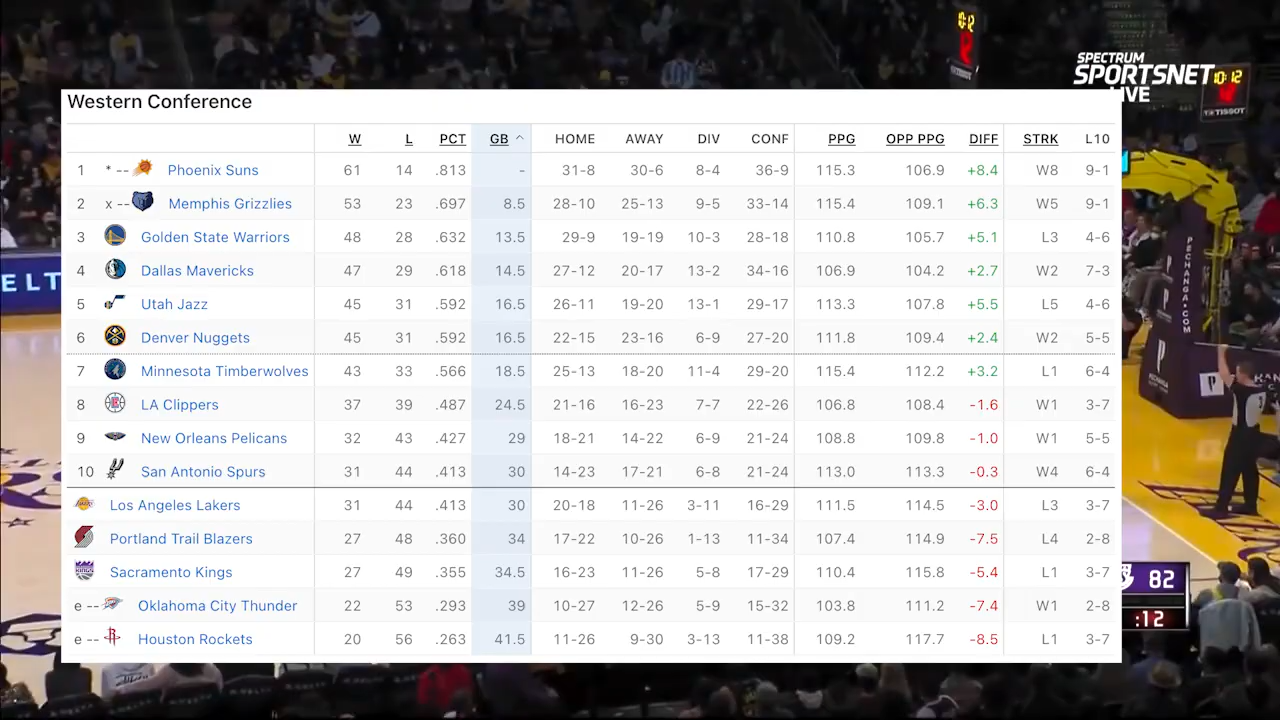 SPECTRUM
SPORTSNET
LIVE
10:12
TISSOT
Western Conference
W L PCT GB ^ HOME AWAY DIV CONF PPG OPP PPG DIFF STRK L10
1 * -- Phoenix Suns 61 14 .813 - 31-8 30-6 8-4 36-9 115.3 106.9 +8.4 W8 9-1
2 x -- Memphis Grizzlies 53 23 .697 8.5 28-10 25-13 9-5 33-14 115.4 109.1 +6.3 W5 9-1
3 Golden State Warriors 48 28 .632 13.5 29-9 19-19 10-3 28-18 110.8 105.7 +5.1 L3 4-6
4 Dallas Mavericks 47 29 .618 14.5 27-12 20-17 13-2 34-16 106.9 104.2 +2.7 W2 7-3
5 Utah Jazz 45 31 .592 16.5 26-11 19-20 13-1 29-17 113.3 107.8 +5.5 L5 4-6
6 Denver Nuggets 45 31 .592 16.5 22-15 23-16 6-9 27-20 111.8 109.4 +2.4 W2 5-5
7 Minnesota Timberwolves 43 33 .566 18.5 25-13 18-20 11-4 29-20 115.4 112.2 +3.2 L1 6-4
8 LA Clippers 37 39 .487 24.5 21-16 16-23 7-7 22-26 106.8 108.4 -1.6 W1 3-7
9 New Orleans Pelicans 32 43 .427 29 18-21 14-22 6-9 21-24 108.8 109.8 -1.0 W1 5-5
10 San Antonio Spurs 31 44 .413 30 14-23 17-21 6-8 21-24 113.0 113.3 -0.3 W4 6-4
Los Angeles Lakers 31 44 .413 30 20-18 11-26 3-11 16-29 111.5 114.5 -3.0 L3 3-7
Portland Trail Blazers 27 48 .360 34 17-22 10-26 1-13 11-34 107.4 114.9 -7.5 L4 2-8
Sacramento Kings 27 49 .355 34.5 16-23 11-26 5-8 17-29 110.4 115.8 -5.4 L1 3-7
e -- Oklahoma City Thunder 22 53 .293 39 10-27 12-26 5-9 15-32 103.8 111.2 -7.4 W1 2-8
e -- Houston Rockets 20 56 .263 41.5 11-26 9-30 3-13 11-38 109.2 117.7 -8.5 L1 3-7
ELT
PECHANGA.COM
82
:12